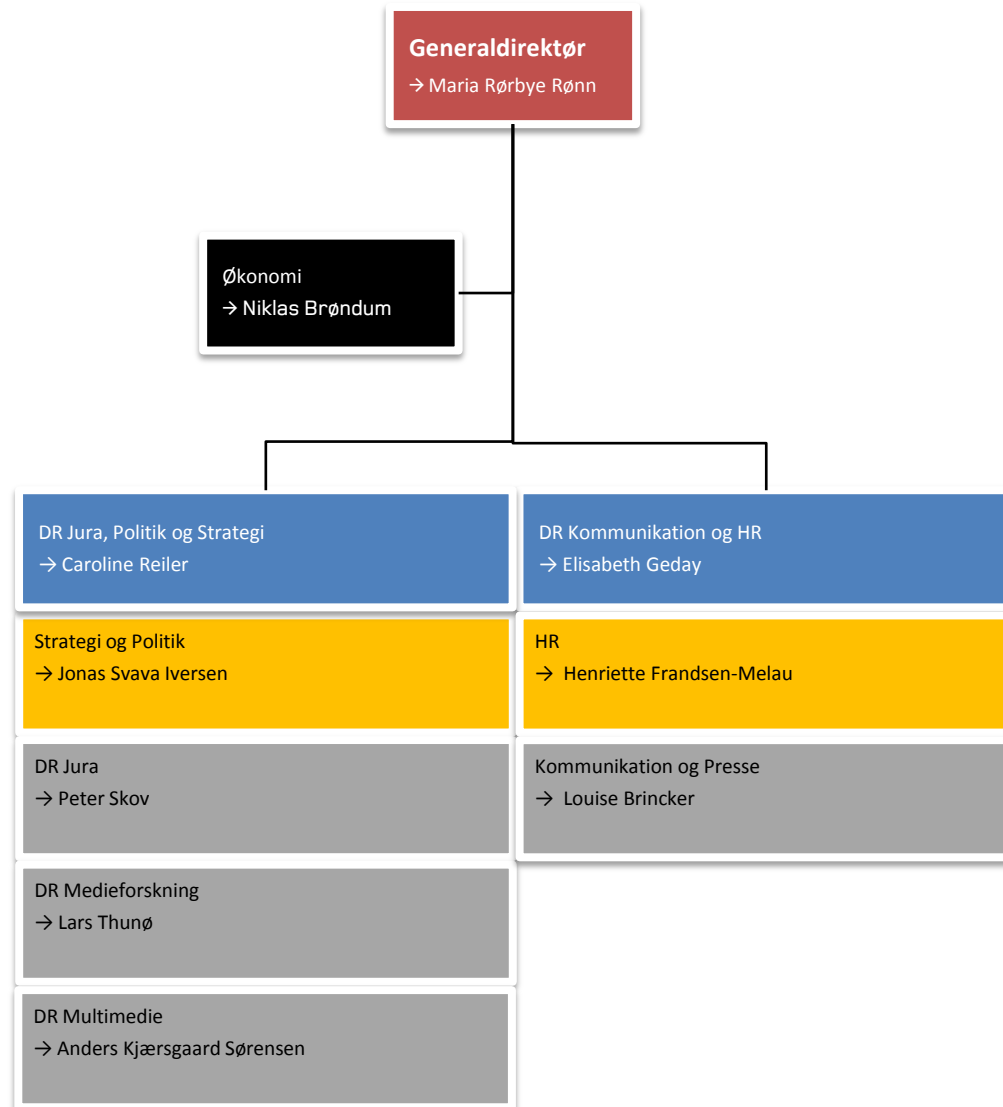 Generaldirektør
→ Maria Rørbye Rønn
Økonomi
→ Niklas Brøndum
DR Jura, Politik og Strategi
→ Caroline Reiler
Strategi og Politik
→ Jonas Svava Iversen
DR Jura
→ Peter Skov
DR Medieforskning
→ Lars Thunø
DR Multimedie
→ Anders Kjærsgaard Sørensen
DR Kommunikation og HR
→ Elisabeth Geday
HR
→ Henriette Frandsen-Melau
Kommunikation og Presse
→ Louise Brincker